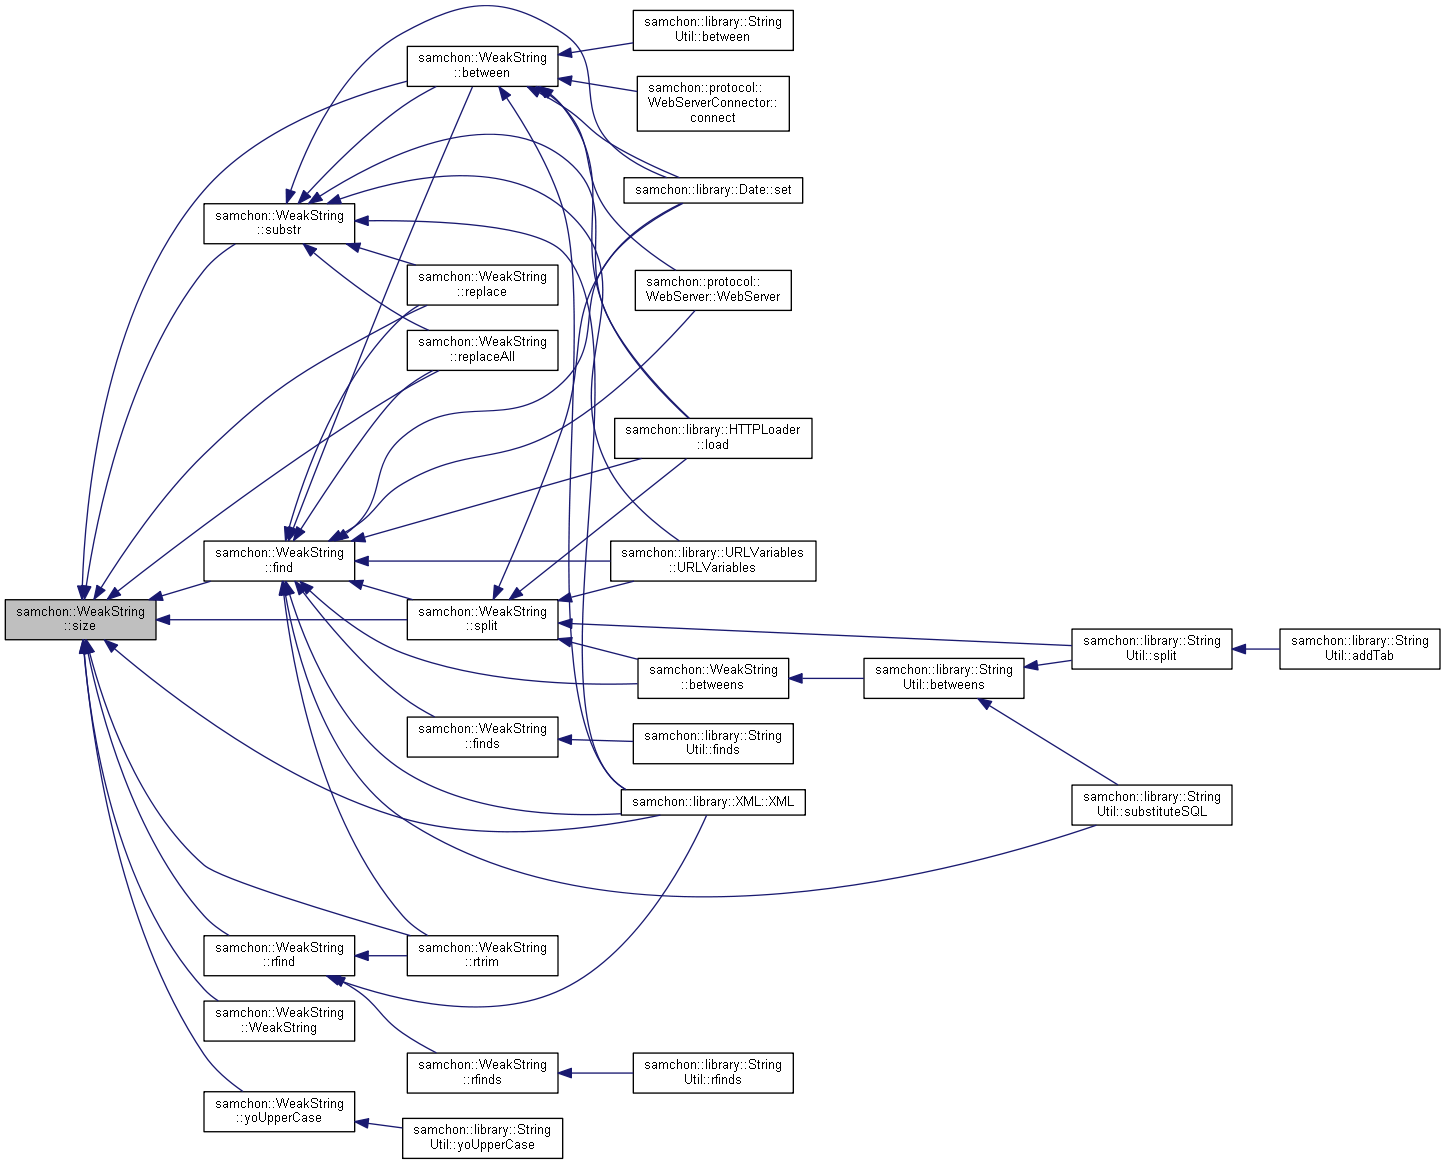 samchon::library::String
Util::between
samchon::WeakString
::between
samchon::protocol::
WebServerConnector::
connect
samchon::library::Date::set
samchon::WeakString
::substr
samchon::WeakString
::replace
samchon::protocol::
WebServer::WebServer
samchon::WeakString
::replaceAll
samchon::library::HTTPLoader
::load
samchon::WeakString
::find
samchon::library::URLVariables
::URLVariables
samchon::WeakString
::size
samchon::WeakString
::split
samchon::library::String
Util::split
samchon::library::String
Util::addTab
samchon::WeakString
::betweens
samchon::library::String
Util::betweens
samchon::WeakString
::finds
samchon::library::String
Util::finds
samchon::library::XML::XML
samchon::library::String
Util::substituteSQL
samchon::WeakString
::rfind
samchon::WeakString
::rtrim
samchon::WeakString
::WeakString
samchon::WeakString
::rfinds
samchon::library::String
Util::rfinds
samchon::WeakString
::yoUpperCase
samchon::library::String
Util::yoUpperCase